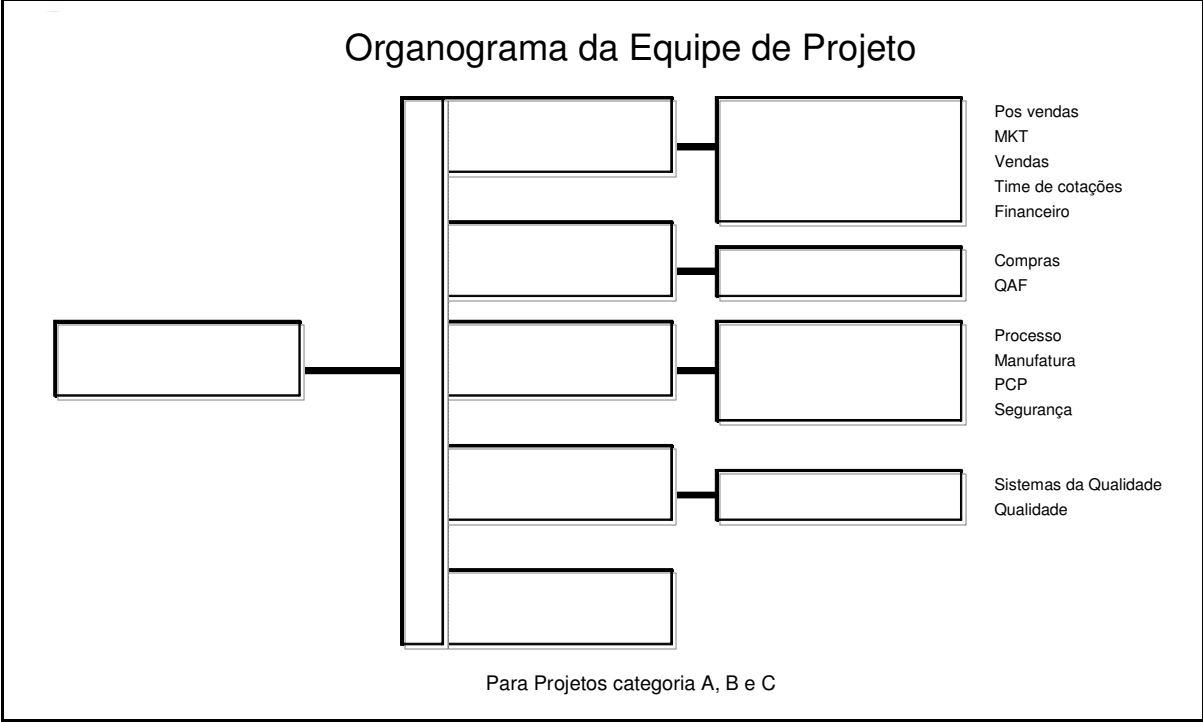 Organograma da Equipe de Projeto
Pos vendas
MKT
Vendas
Time de cotações
Financeiro
Compras
QAF
Processo
Manufatura
PCP
Segurança
Sistemas da Qualidade
Qualidade
Para Projetos categoria A, B e C